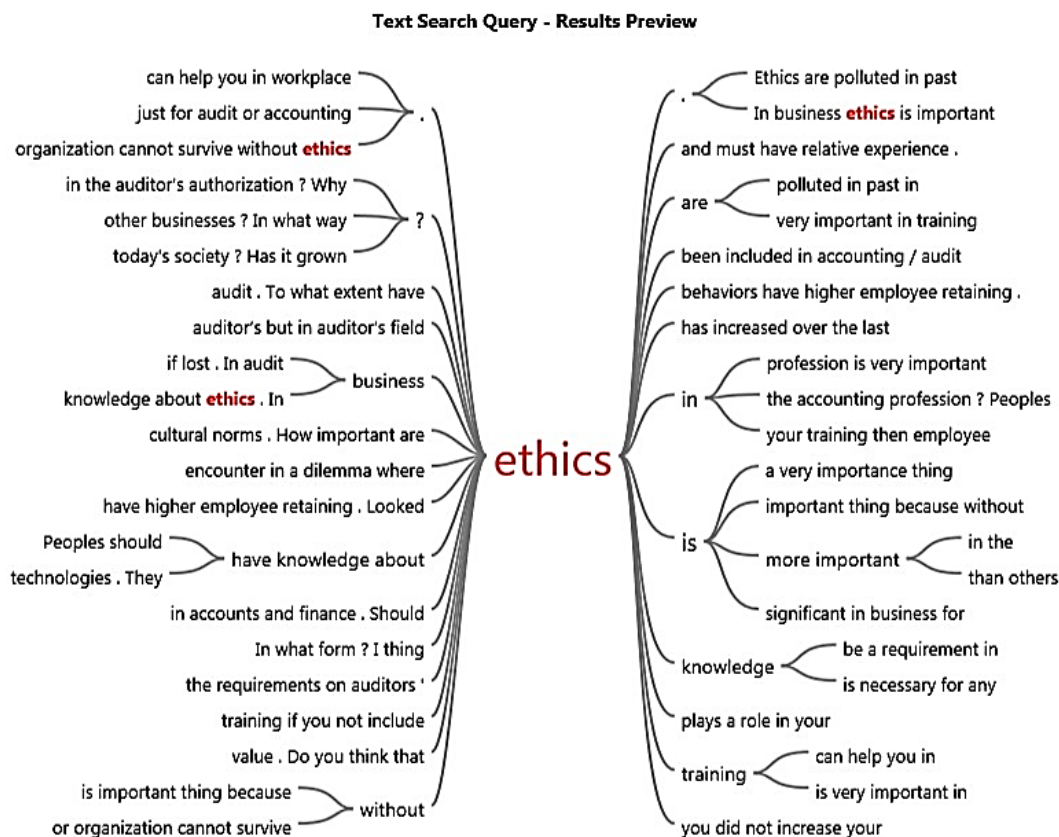 Text Search Query - Results Preview
can help you in workplace
just for audit or accounting
organization cannot survive without ethics
.
in the auditor's authorization ? Why
other businesses ? In what way
today's society ? Has it grown
?
audit . To what extent have
auditor's but in auditor's field
if lost . In audit
knowledge about ethics . In
business
cultural norms . How important are
encounter in a dilemma where
have higher employee retaining . Looked
Peoples should
technologies . They
have knowledge about
in accounts and finance . Should
In what form ? I thing
the requirements on auditors '
training if you not include
value . Do you think that
is important thing because
or organization cannot survive
without
ethics
.
Ethics are polluted in past
In business ethics is important
and must have relative experience .
are
polluted in past in
very important in training
been included in accounting / audit
behaviors have higher employee retaining .
has increased over the last
in
profession is very important
the accounting profession ? Peoples
your training then employee
is
a very importance thing
important thing because without
more important
in the
than others
significant in business for
knowledge
be a requirement in
is necessary for any
plays a role in your
training
can help you in
is very important in
you did not increase your